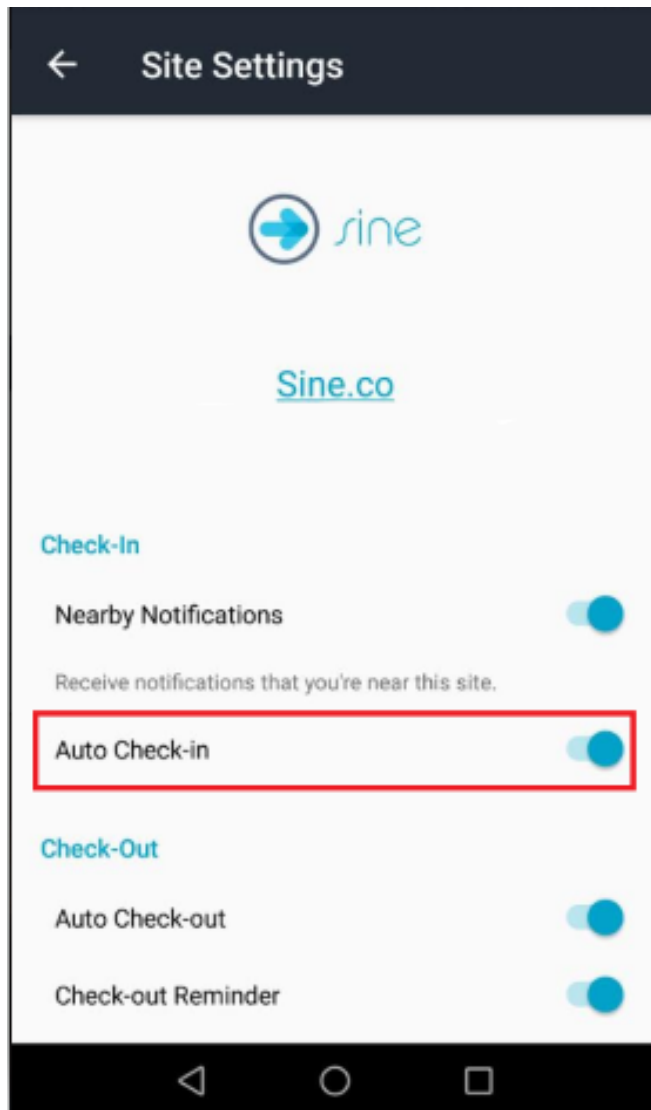 Site Settings
sine
Sine.co
Check-In
Nearby Notifications
Receive notifications that you're near this site.
Auto Check-in
Check-Out
Auto Check-out
Check-out Reminder